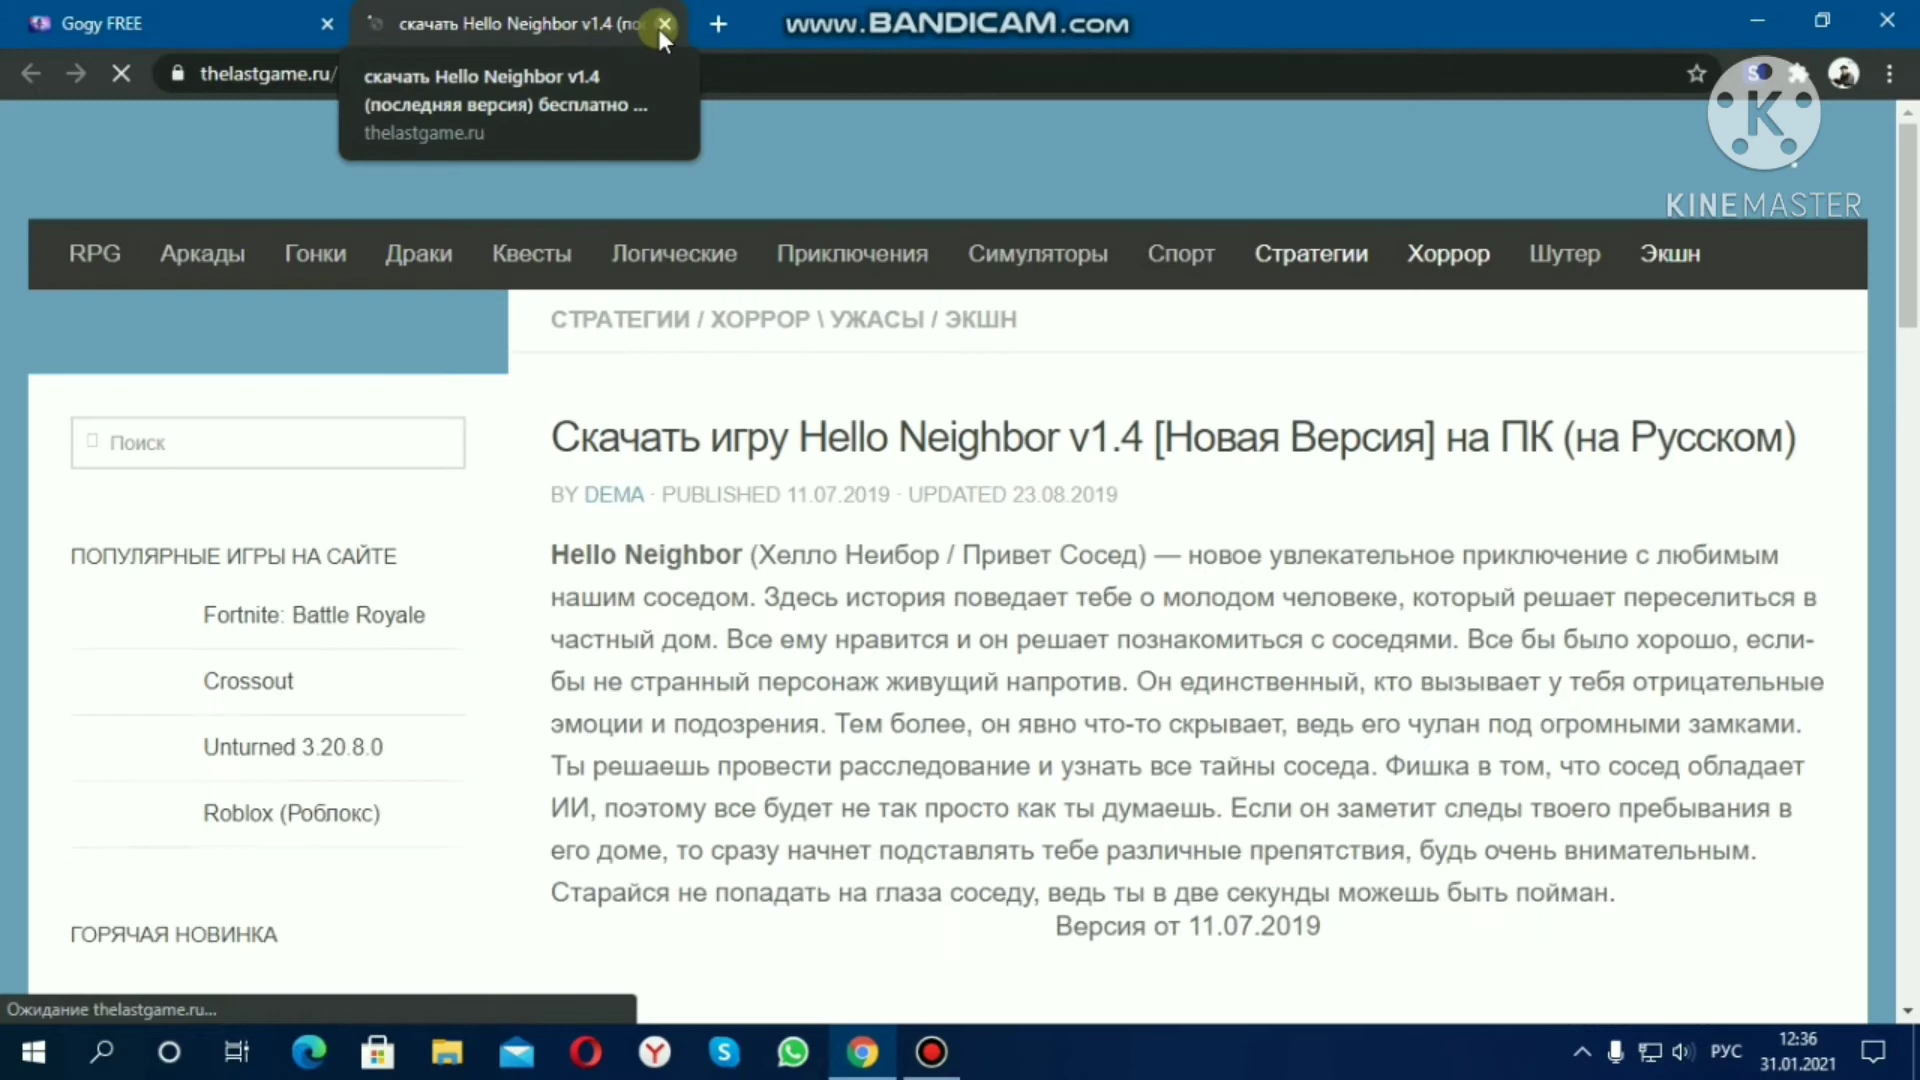 Gogy FREE
скачать Hello Neighbor v1.4 (по
www.BANDICAM.com
thelastgame.ru/
скачать Hello Neighbor v1.4
(последняя версия) бесплатно ...
thelastgame.ru
K
KINEMASTER
RPG Аркады Гонки Драки Квесты Логические Приключения Симуляторы Спорт Стратегии Хоррор Шутер Экшн
СТРАТЕГИИ / ХОРРОР \ УЖАСЫ / ЭКШН
Поиск
Скачать игру Hello Neighbor v1.4 [Новая Версия] на ПК (на Русском)
BY DEMA · PUBLISHED 11.07.2019 · UPDATED 23.08.2019
Hello Neighbor (Хелло Неибор / Привет Сосед) — новое увлекательное приключение с любимым
нашим соседом. Здесь история поведает тебе о молодом человеке, который решает переселиться в
частный дом. Все ему нравится и он решает познакомиться с соседями. Все бы было хорошо, если-
бы не странный персонаж живущий напротив. Он единственный, кто вызывает у тебя отрицательные
эмоции и подозрения. Тем более, он явно что-то скрывает, ведь его чулан под огромными замками.
Ты решаешь провести расследование и узнать все тайны соседа. Фишка в том, что сосед обладает
ИИ, поэтому все будет не так просто как ты думаешь. Если он заметит следы твоего пребывания в
его доме, то сразу начнет подставлять тебе различные препятствия, будь очень внимательным.
Старайся не попадать на глаза соседу, ведь ты в две секунды можешь быть пойман.
Версия от 11.07.2019
ПОПУЛЯРНЫЕ ИГРЫ НА САЙТЕ
Fortnite: Battle Royale
Crossout
Unturned 3.20.8.0
Roblox (Роблокс)
ГОРЯЧАЯ НОВИНКА
Ожидание thelastgame.ru...
РУС
12:36
31.01.2021